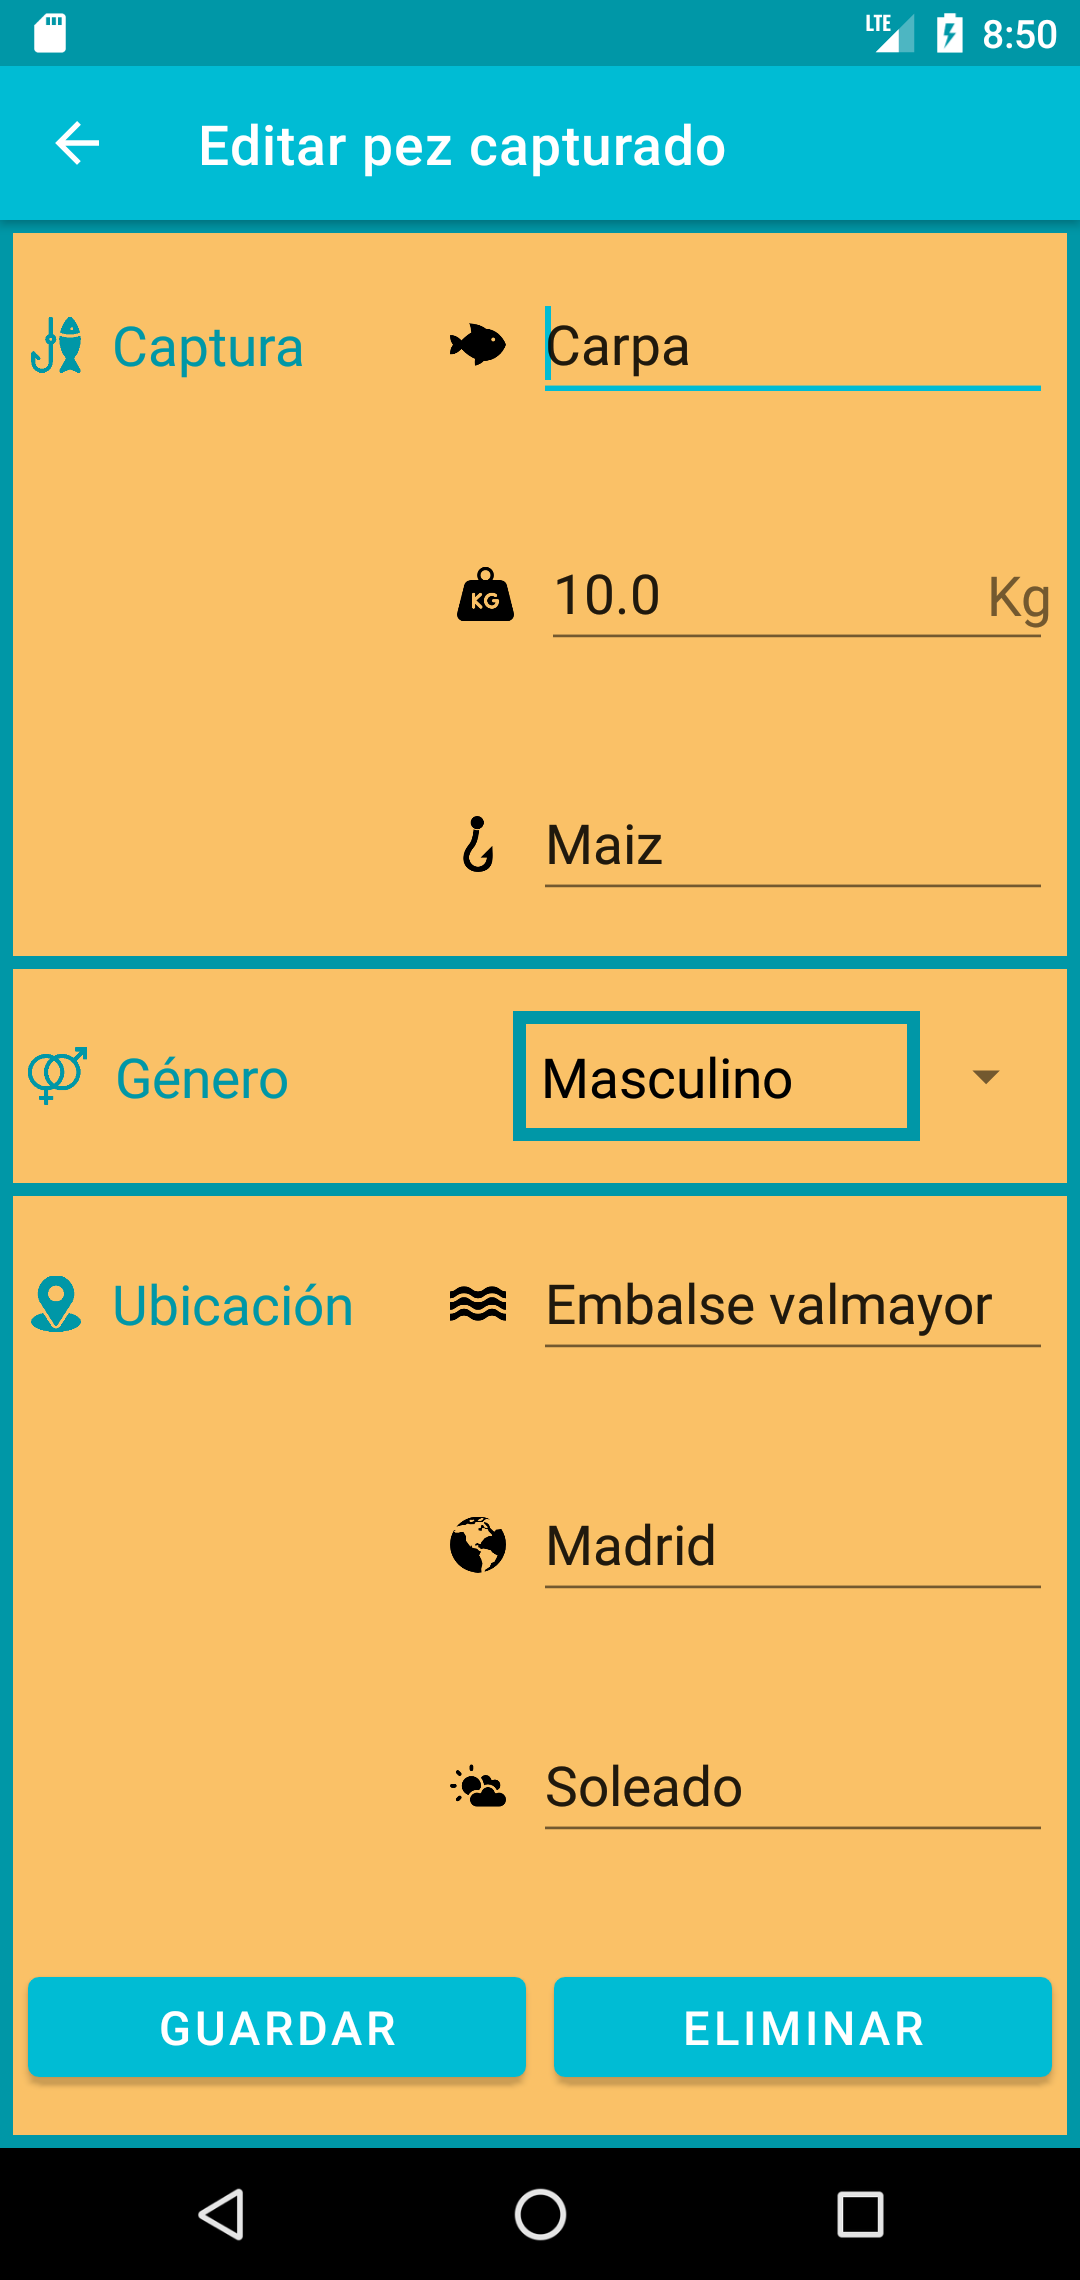 LTE 8:50
Editar pez capturado
Captura Carpa
KG 10.0 Kg
Maiz
Género Masculino
Ubicación Embalse valmayor
Madrid
Soleado
GUARDAR ELIMINAR